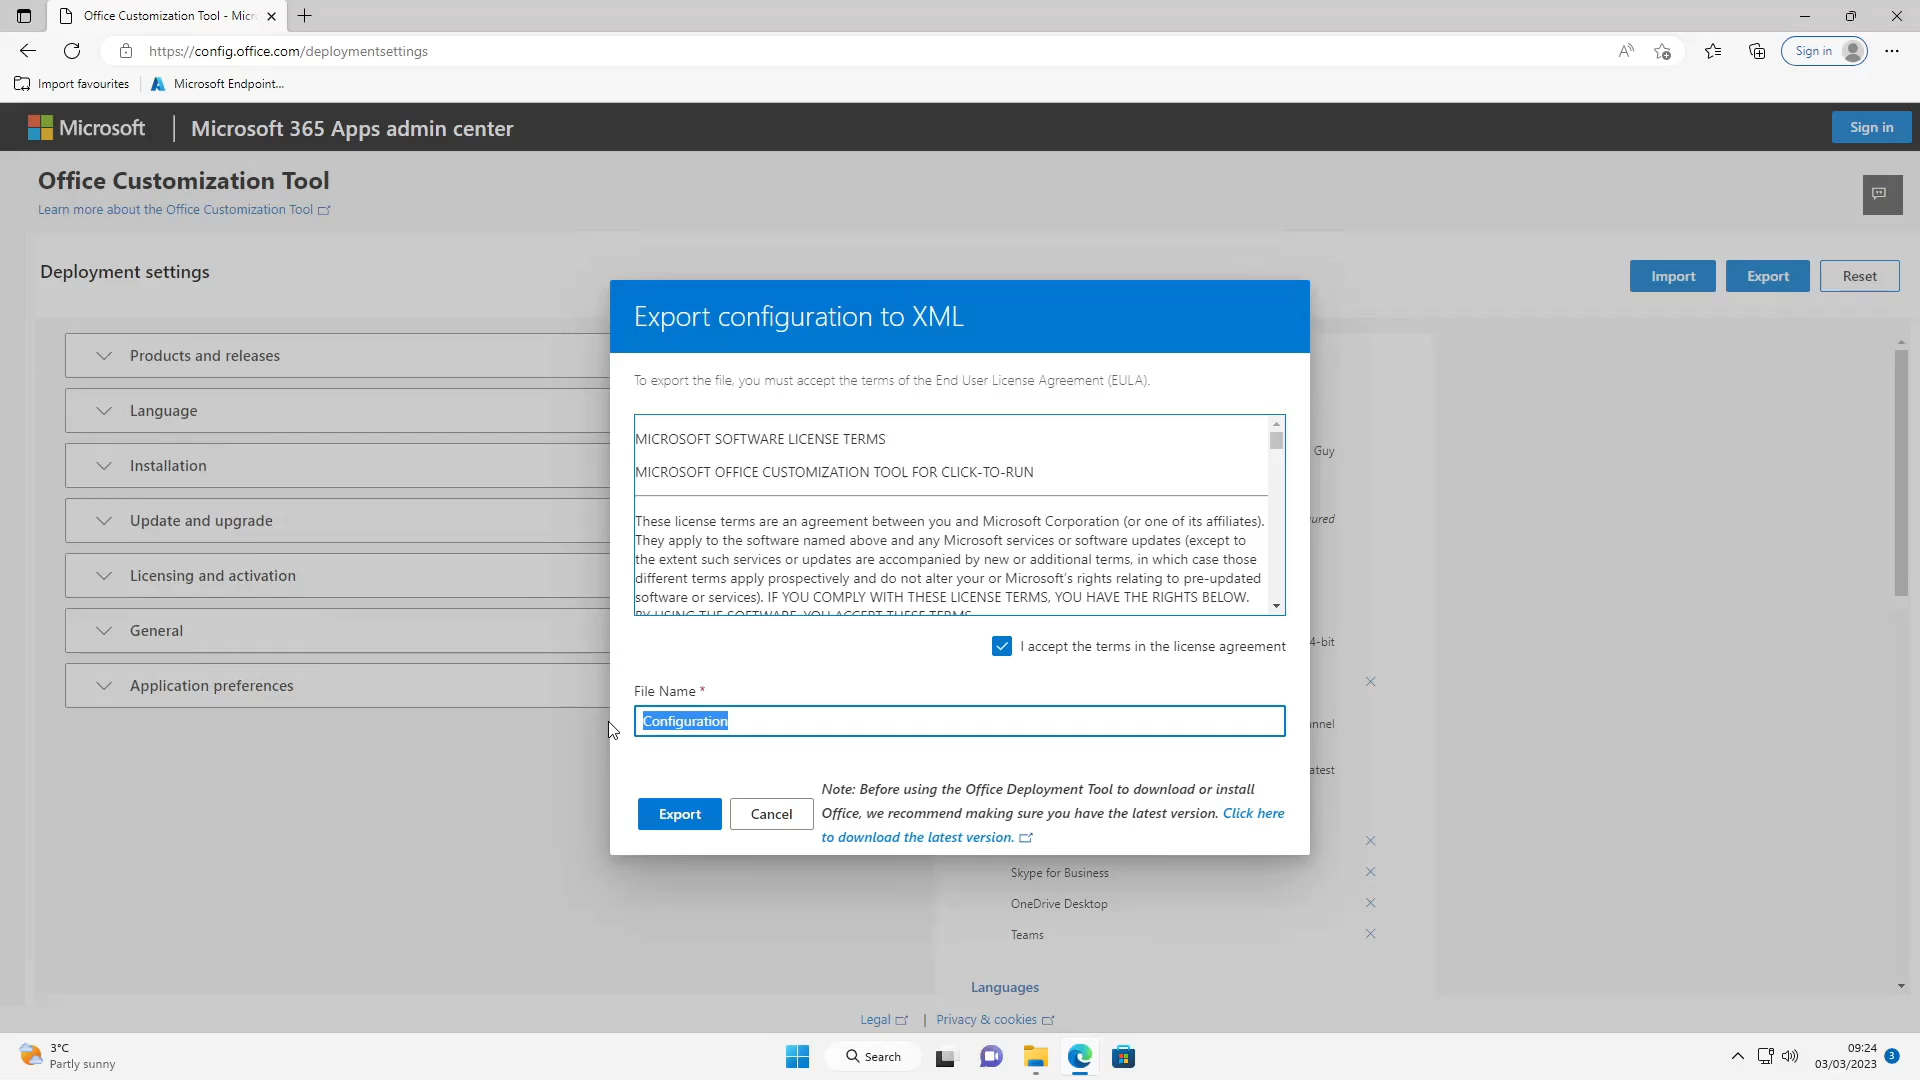 Office Customization Tool - Micr
https://config.office.com/deploymentsettings
Sign in
Import favourites
Microsoft Endpoint...
Microsoft
Microsoft 365 Apps admin center
Sign in
Office Customization Tool
Learn more about the Office Customization Tool
Deployment settings
Import
Export
Reset
Products and releases
Language
Installation
Update and upgrade
Licensing and activation
General
Application preferences
Export configuration to XML
To export the file, you must accept the terms of the End User License Agreement (EULA).
MICROSOFT SOFTWARE LICENSE TERMS
MICROSOFT OFFICE CUSTOMIZATION TOOL FOR CLICK-TO-RUN
These license terms are an agreement between you and Microsoft Corporation (or one of its affiliates).
They apply to the software named above and any Microsoft services or software updates (except to
the extent such services or updates are accompanied by new or additional terms, in which case those
different terms apply prospectively and do not alter your or Microsoft's rights relating to pre-updated
software or services). IF YOU COMPLY WITH THESE LICENSE TERMS, YOU HAVE THE RIGHTS BELOW.
BY USING THE SOFTWARE, YOU ACCEPT THESE TERMS.
I accept the terms in the license agreement
File Name *
Configuration
Export
Cancel
Note: Before using the Office Deployment Tool to download or install
Office, we recommend making sure you have the latest version. Click here
to download the latest version.
Guy
ured
4-bit
nnel
atest
Skype for Business
OneDrive Desktop
Teams
Languages
Legal
|
Privacy & cookies
3°C
Partly sunny
Search
09:24
03/03/2023
3